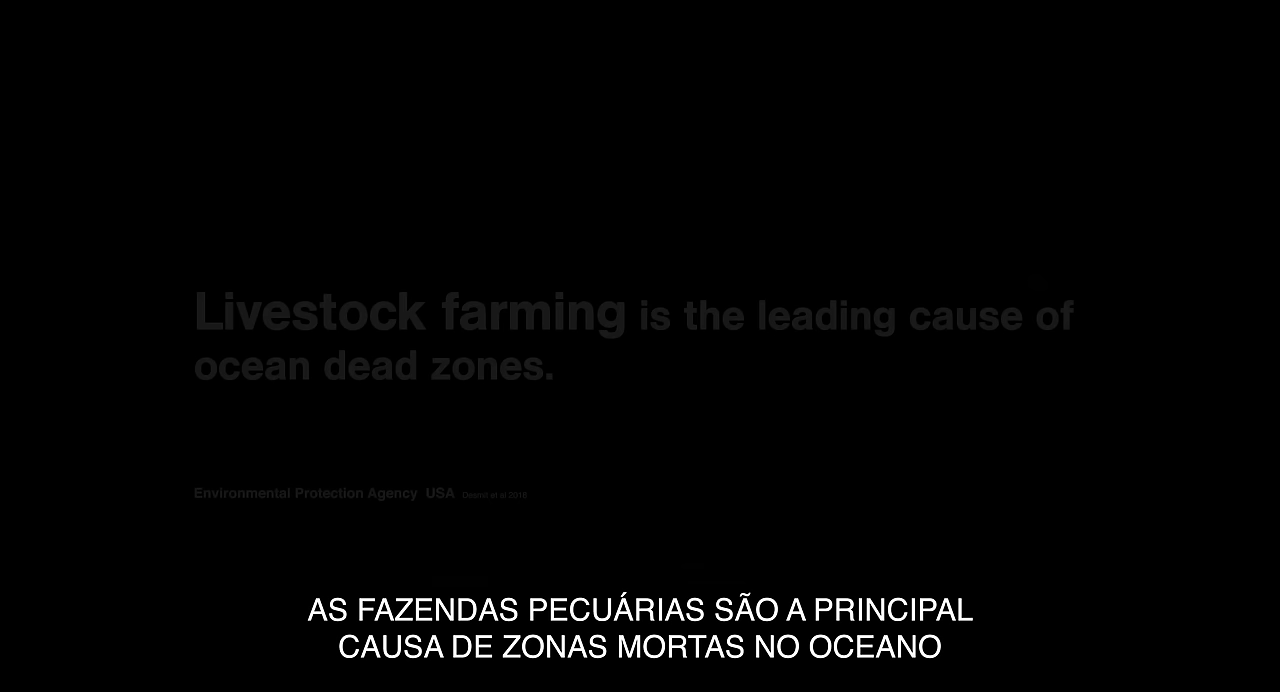 Livestock farming is the leading cause of
ocean dead zones.
Environmental Protection Agency USA
AS FAZENDAS PECUÁRIAS SÃO A PRINCIPAL
CAUSA DE ZONAS MORTAS NO OCEANO